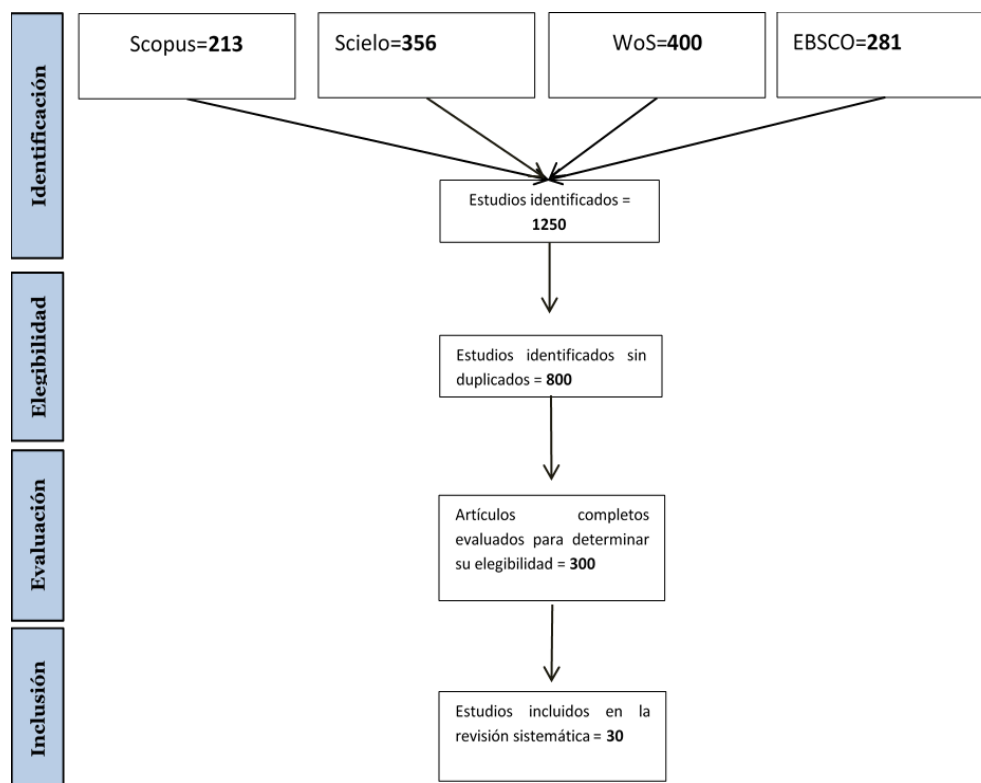 Identificación
Scopus=213
Scielo=356
WoS=400
EBSCO=281
Estudios identificados =
1250
Elegibilidad
Estudios identificados sin
duplicados = 800
Evaluación
Artículos completos
evaluados para determinar
su elegibilidad = 300
Inclusión
Estudios incluidos en la
revisión sistemática = 30